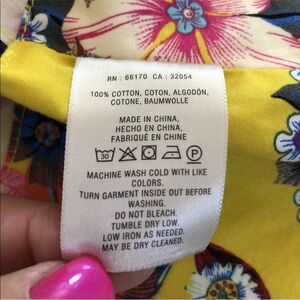 RN : 66170 CA : 32054
100% COTTON, COTON, ALGODÓN,
COTONE, BAUMWOLLE
MADE IN CHINA,
HECHO EN CHINA,
FABRIQUÉ EN CHINE
30 P
MACHINE WASH COLD WITH LIKE
COLORS.
TURN GARMENT INSIDE OUT BEFORE
WASHING.
DO NOT BLEACH.
TUMBLE DRY LOW.
LOW IRON AS NEEDED.
MAY BE DRY CLEANED.